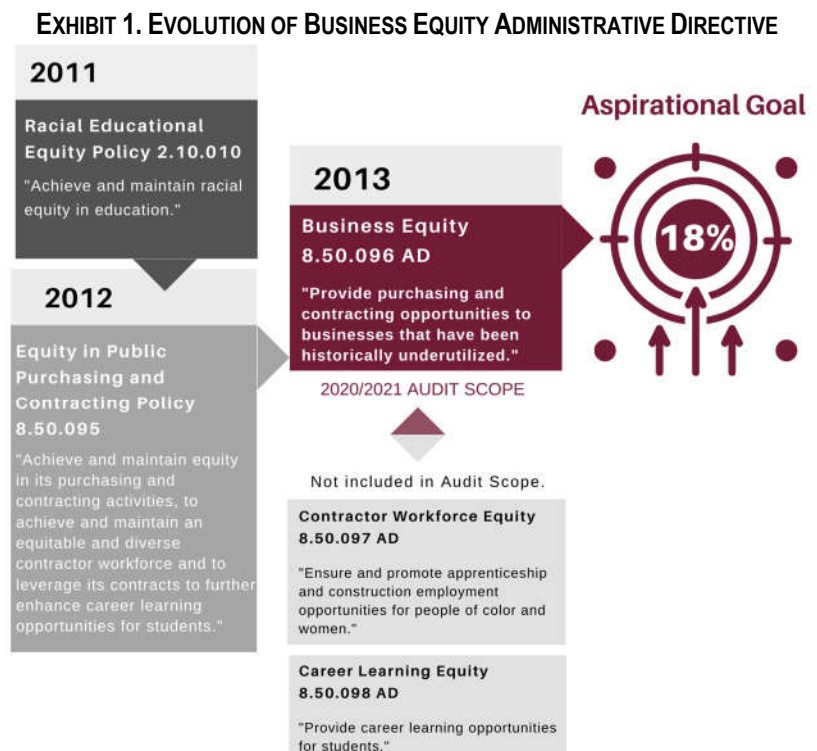 EXHIBIT 1. EVOLUTION OF BUSINESS EQUITY ADMINISTRATIVE DIRECTIVE
2011
Racial Educational
Equity Policy 2.10.010
"Achieve and maintain racial
equity in education."
2012
Equity in Public
Purchasing and
Contracting Policy
8.50.095
"Achieve and maintain equity
in its purchasing and
contracting activities, to
achieve and maintain an
equitable and diverse
contractor workforce and to
leverage its contracts to further
enhance career learning
opportunities for students."
2013
Business Equity
8.50.096 AD
"Provide purchasing and
contracting opportunities to
businesses that have been
historically underutilized."
2020/2021 AUDIT SCOPE
Not included in Audit Scope.
Contractor Workforce Equity
8.50.097 AD
"Ensure and promote apprenticeship
and construction employment
opportunities for people of color and
women."
Career Learning Equity
8.50.098 AD
"Provide career learning opportunities
for students."
Aspirational Goal
18%